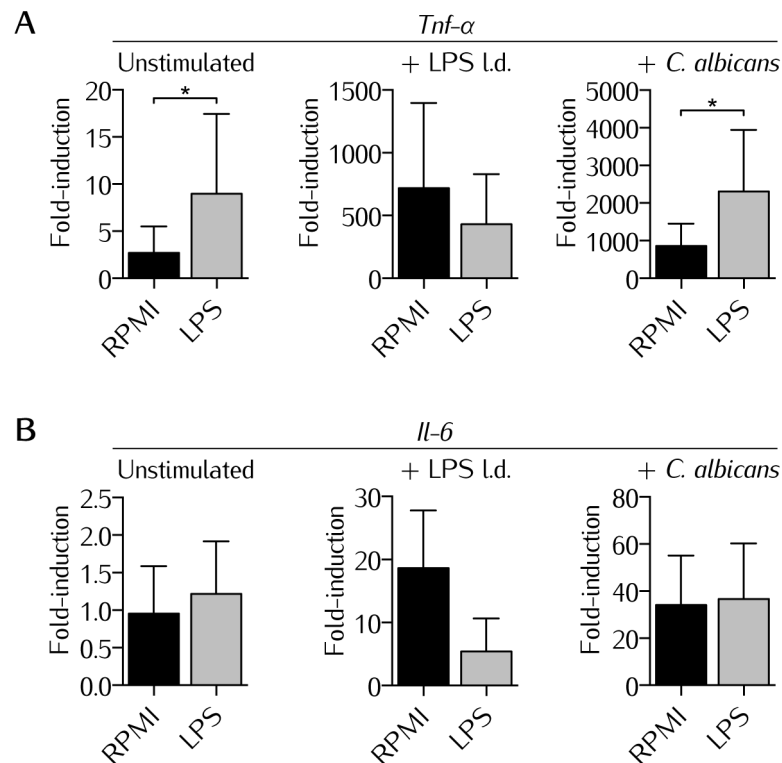 A
Tnf-α
Unstimulated
+ LPS l.d.
+ C. albicans
Fold-induction
20
15
10
5
0
*
RPMI
LPS
Fold-induction
1500
1000
500
0
RPMI
LPS
Fold-induction
5000
4000
3000
2000
1000
0
*
RPMI
LPS
B
Il-6
Unstimulated
+ LPS l.d.
+ C. albicans
Fold-induction
2.5
2.0
1.5
1.0
0.5
0.0
RPMI
LPS
Fold-induction
30
20
10
0
RPMI
LPS
Fold-induction
80
60
40
20
0
RPMI
LPS